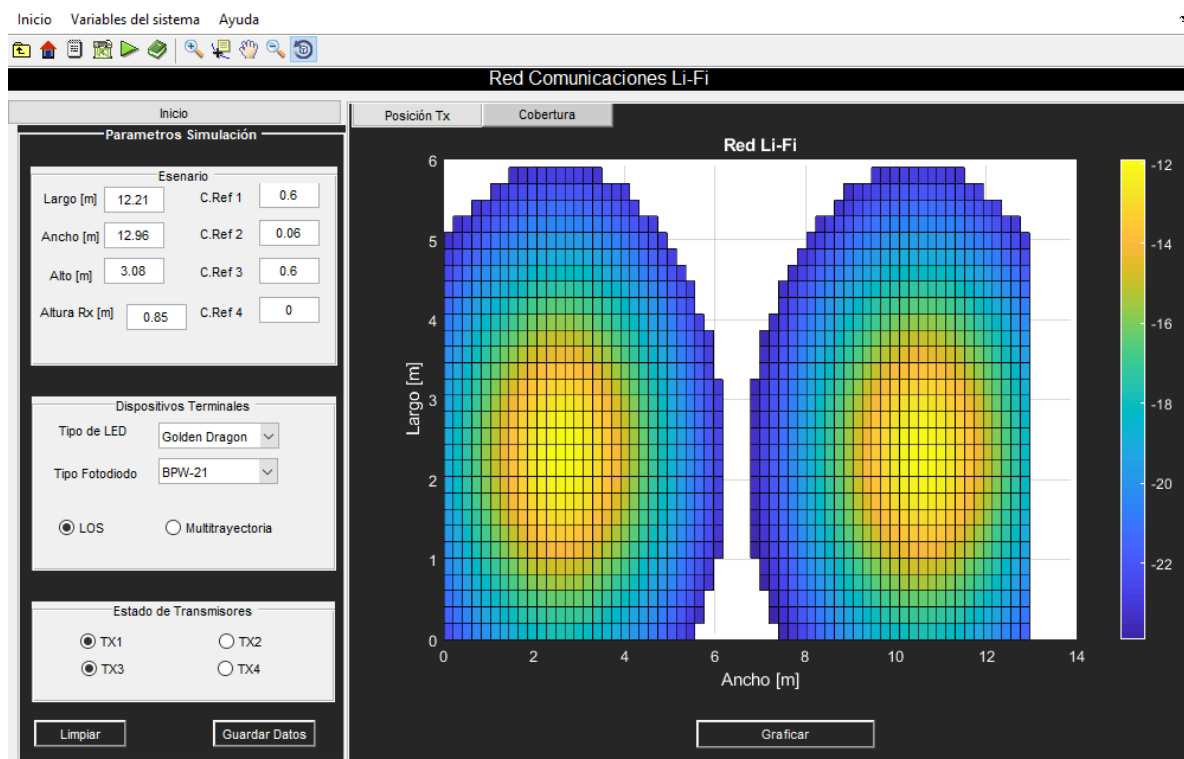 Inicio Variables del sistema Ayuda
Red Comunicaciones Li-Fi
Inicio
Parametros Simulación
Esenario
Largo [m] 12.21 C.Ref 1 0.6
Ancho [m] 12.96 C.Ref 2 0.06
Alto [m] 3.08 C.Ref 3 0.6
Altura Rx [m] 0.85 C.Ref 4 0
Dispositivos Terminales
Tipo de LED Golden Dragon
Tipo Fotodiodo BPW-21
LOS Multitrayectoria
Estado de Transmisores
TX1 TX2
TX3 TX4
Limpiar Guardar Datos
Posición Tx Cobertura
Red Li-Fi
6
5
4
3
2
1
0
Largo [m]
0 2 4 6 8 10 12 14
Ancho [m]
-12
-14
-16
-18
-20
-22
Graficar